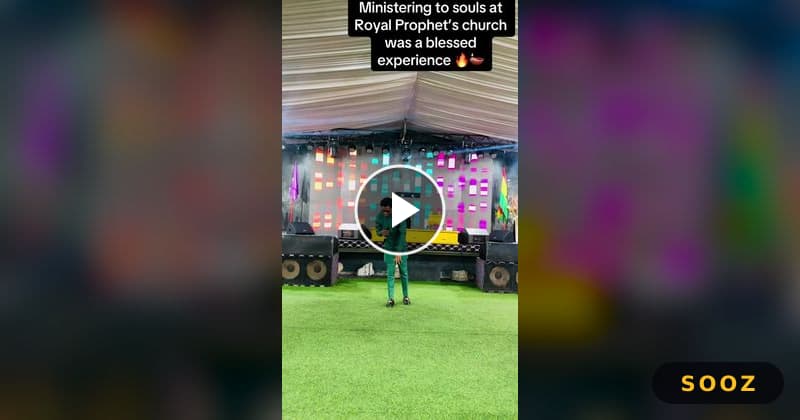 Ministering to souls at
Royal Prophet's church
was a blessed
experience 🔥🌶️
SOOZ